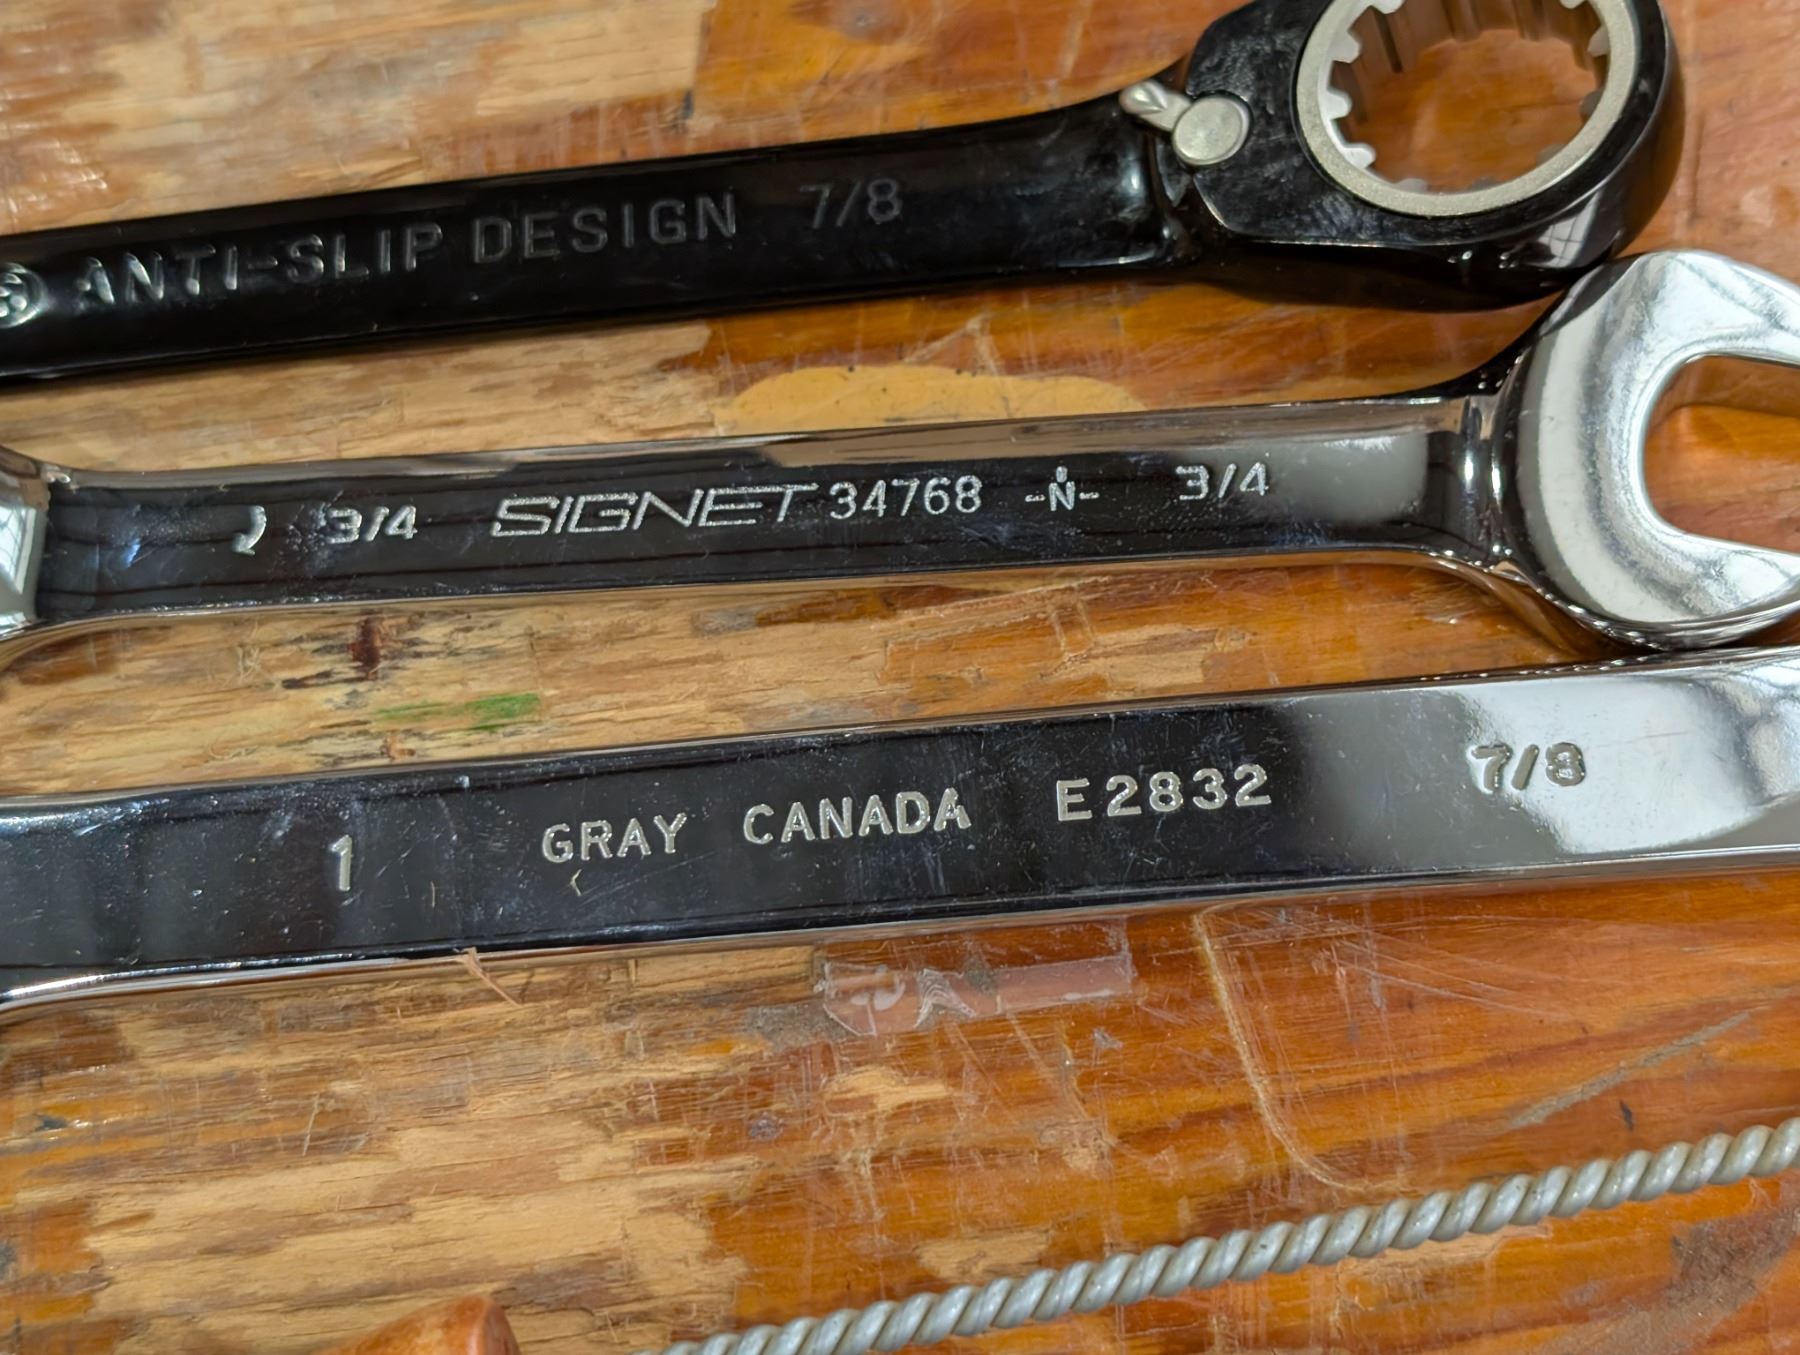 ANTI-SLIP DESIGN 7/8
3/4 SIGNET 34768 -N- 3/4
1 GRAY CANADA E2832 7/8